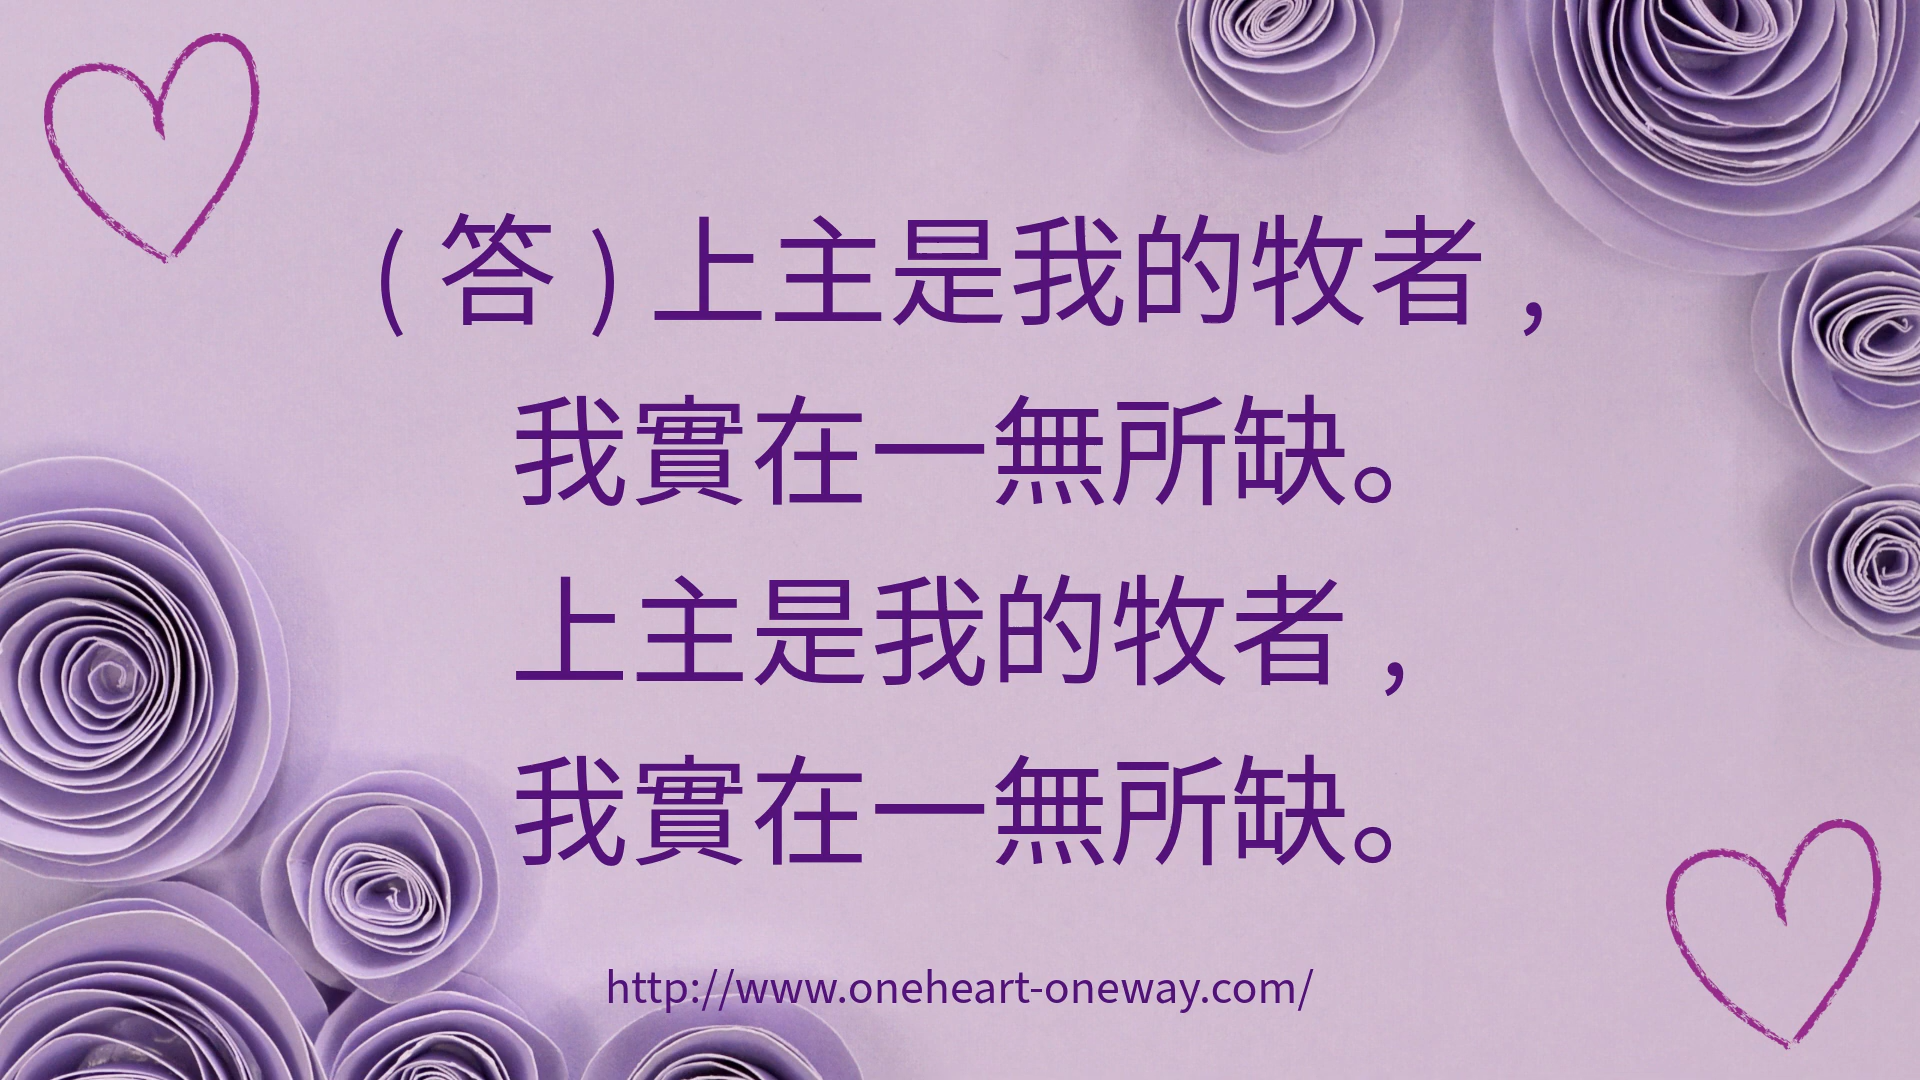 (答)上主是我的牧者,
我實在一無所缺。
上主是我的牧者,
我實在一無所缺。
http://www.oneheart-oneway.com/